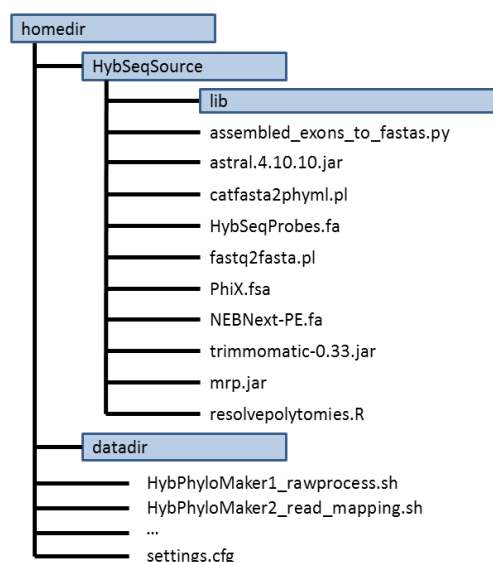 homedir
HybSeqSource
lib
assembled_exons_to_fastas.py
astral.4.10.10.jar
catfasta2phyml.pl
HybSeqProbes.fa
fastq2fasta.pl
PhiX.fsa
NEBNext-PE.fa
trimmomatic-0.33.jar
mrp.jar
resolvepolytomies.R
datadir
HybPhyloMaker1_rawprocess.sh
HybPhyloMaker2_read_mapping.sh
...
settings.cfg